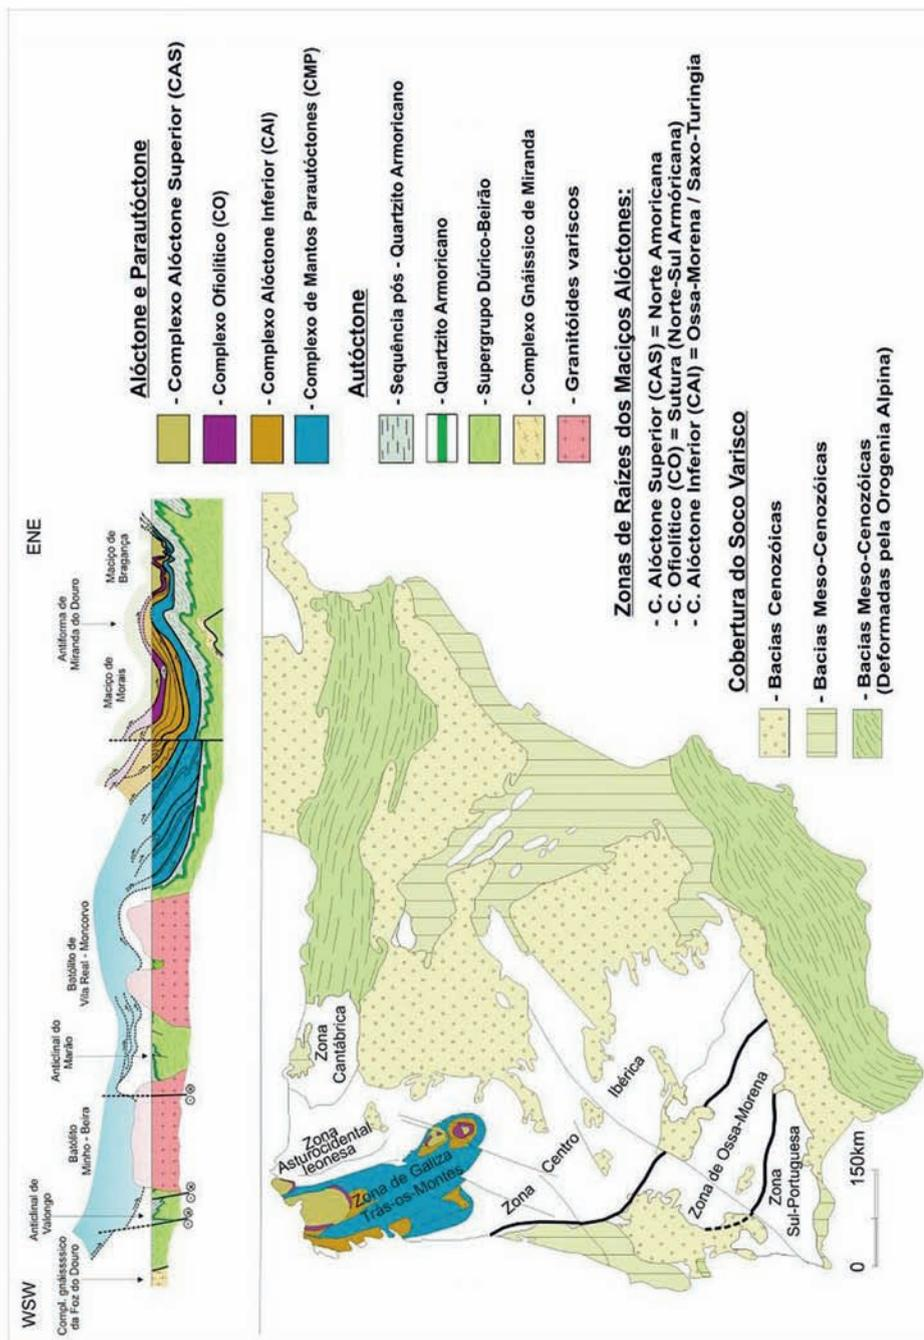 WSW
ENE
Compl. gnáisssico
da Foz do Douro
Anticlinal de
Valongo
Batólito
Minho - Beira
Anticlinal do
Marão
Batólito de
Vila Real - Moncorvo
Maciço de
Morais
Antiforma de
Miranda do Douro
Maciço de
Bragança
Alóctone e Parautóctone
- Complexo Alóctone Superior (CAS)
- Complexo Ofiolítico (CO)
- Complexo Alóctone Inferior (CAI)
- Complexo de Mantos Parautóctones (CMP)
Autóctone
- Sequência pós - Quartzito Armoricano
- Quartzito Armoricano
- Supergrupo Dúrico-Beirão
- Complexo Gnáissico de Miranda
- Granitóides variscos
Zonas de Raízes dos Maciços Alóctones:
- C. Alóctone Superior (CAS) = Norte Amoricana
- C. Ofiolítico (CO) = Sutura (Norte-Sul Armóricana)
- C. Alóctone Inferior (CAI) = Ossa-Morena / Saxo-Turingia
Cobertura do Soco Varisco
- Bacias Cenozóicas
- Bacias Meso-Cenozóicas
- Bacias Meso-Cenozóicas
(Deformadas pela Orogenia Alpina)
Zona
Cantábrica
Zona
Asturocidental
leonesa
Zona de Galiza
Trás-os-Montes
Zona Centro Ibérica
Zona de Ossa-Morena
Zona
Sul-Portuguesa
0 150km